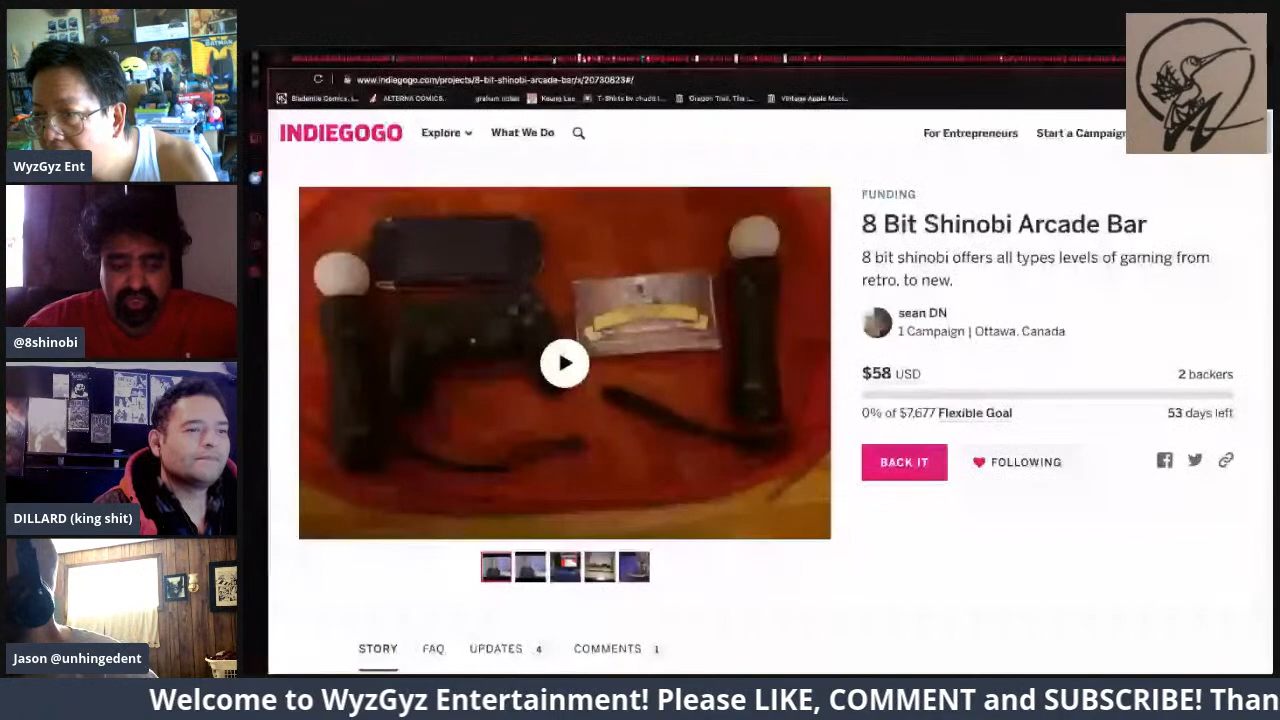 WyzGyz Ent
@8shinobi
DILLARD (king shit)
Jason @unhingedent
www.indiegogo.com/projects/8-bit-shinobi-arcade-bar/x/20730823#/
ALTERNA COMICS.
Keung Lee
INDIEGOGO
Explore
What We Do
For Entrepreneurs
Start a Campaign
FUNDING
8 Bit Shinobi Arcade Bar
8 bit shinobi offers all types levels of gaming from
retro, to new.
sean DN
1 Campaign | Ottawa, Canada
$58 USD
2 backers
0% of $7,677 Flexible Goal
53 days left
BACK IT
FOLLOWING
STORY
FAQ
UPDATES 4
COMMENTS 1
Welcome to WyzGyz Entertainment! Please LIKE, COMMENT and SUBSCRIBE! Than